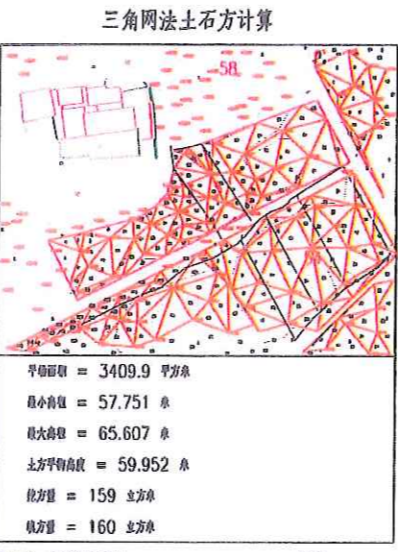 三角网法土石方计算
58
平场面积 = 3409.9 平方米
最小高程 = 57.751 米
最大高程 = 65.607 米
土方平衡高度 = 59.952 米
挖方量 = 159 立方米
填方量 = 160 立方米